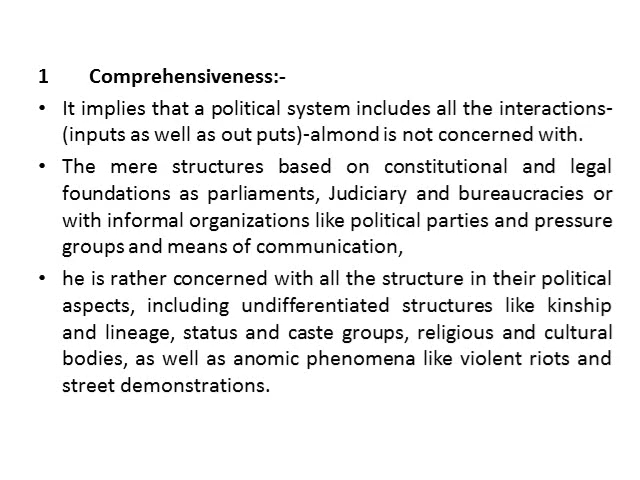 1 Comprehensiveness:-
• It implies that a political system includes all the interactions-
(inputs as well as out puts)-almond is not concerned with.
• The mere structures based on constitutional and legal
foundations as parliaments, Judiciary and bureaucracies or
with informal organizations like political parties and pressure
groups and means of communication,
• he is rather concerned with all the structure in their political
aspects, including undifferentiated structures like kinship
and lineage, status and caste groups, religious and cultural
bodies, as well as anomic phenomena like violent riots and
street demonstrations.